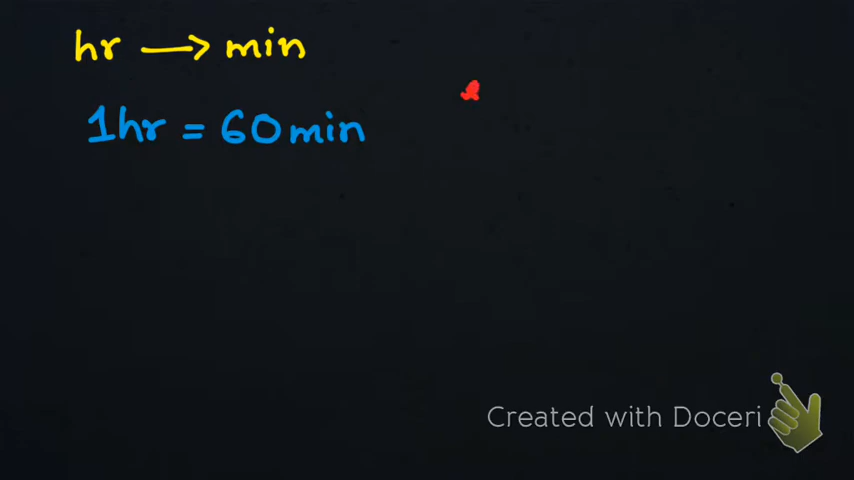 hr → min
1hr = 60min
Created with Doceri